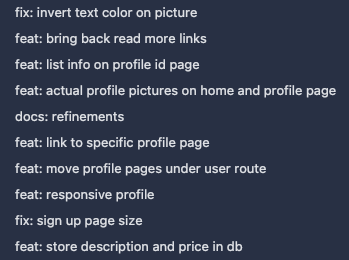 fix: invert text color on picture
feat: bring back read more links
feat: list info on profile id page
feat: actual profile pictures on home and profile page
docs: refinements
feat: link to specific profile page
feat: move profile pages under user route
feat: responsive profile
fix: sign up page size
feat: store description and price in db